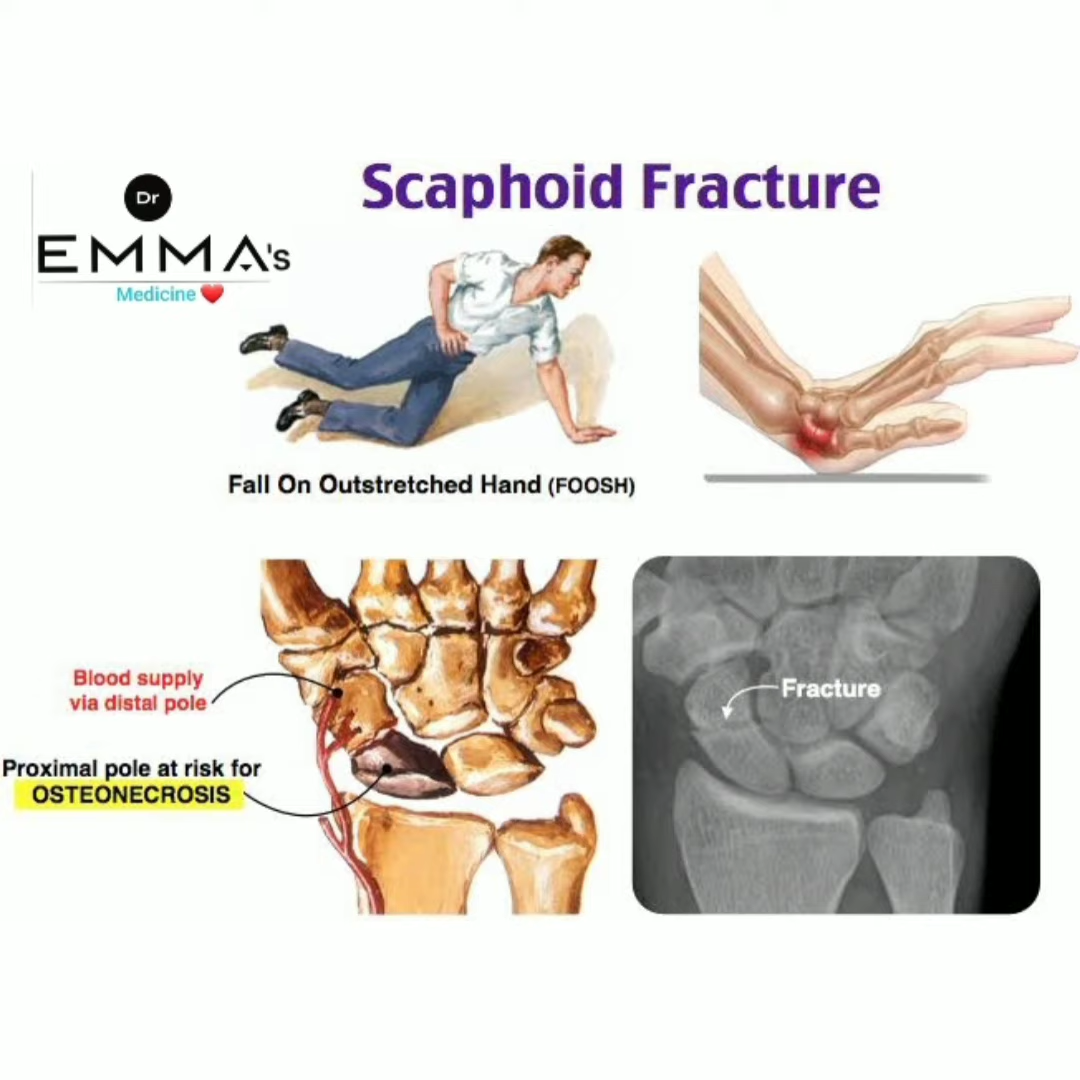 Scaphoid Fracture
Dr
EMMA's
Medicine ❤️
Fall On Outstretched Hand (FOOSH)
Blood supply
via distal pole
Proximal pole at risk for
OSTEONECROSIS
Fracture